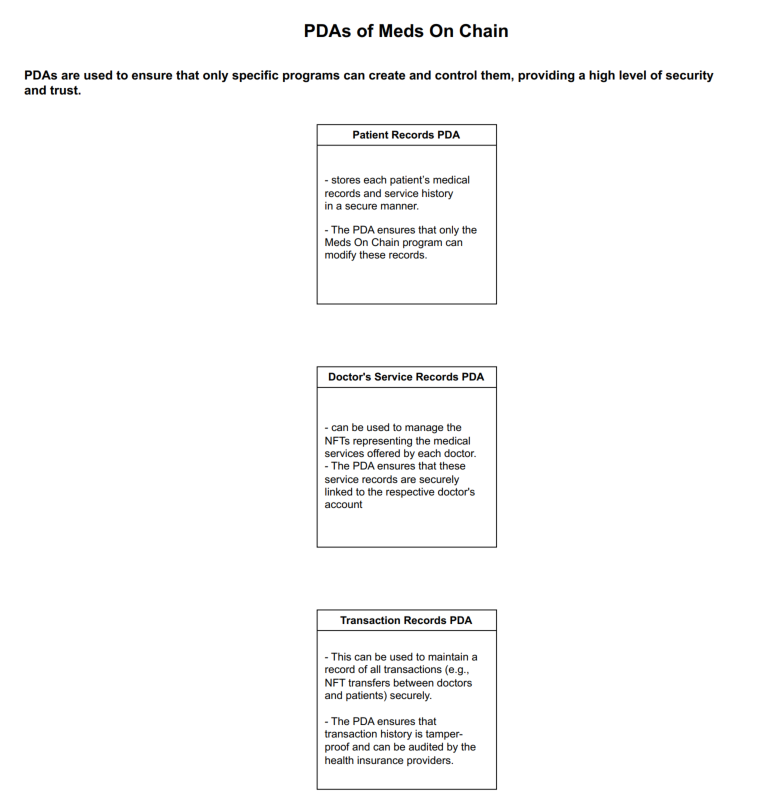 PDAs of Meds On Chain
PDAs are used to ensure that only specific programs can create and control them, providing a high level of security
and trust.
Patient Records PDA
- stores each patient's medical
records and service history
in a secure manner.
- The PDA ensures that only the
Meds On Chain program can
modify these records.
Doctor's Service Records PDA
- can be used to manage the
NFTs representing the medical
services offered by each doctor.
- The PDA ensures that these
service records are securely
linked to the respective doctor's
account
Transaction Records PDA
- This can be used to maintain a
record of all transactions (e.g.,
NFT transfers between doctors
and patients) securely.
- The PDA ensures that
transaction history is tamper-
proof and can be audited by the
health insurance providers.